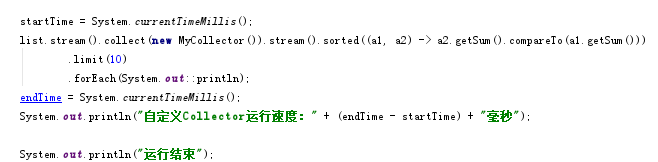 startTime = System.currentTimeMillis();
list.stream().collect(new MyCollector()).stream().sorted((a1, a2) -> a2.getSum().compareTo(a1.getSum()))
.limit(10)
.forEach(System.out::println);
endTime = System.currentTimeMillis();
System.out.println("自定义Collector运行速度：" + (endTime - startTime) + "毫秒");
System.out.println("运行结束");